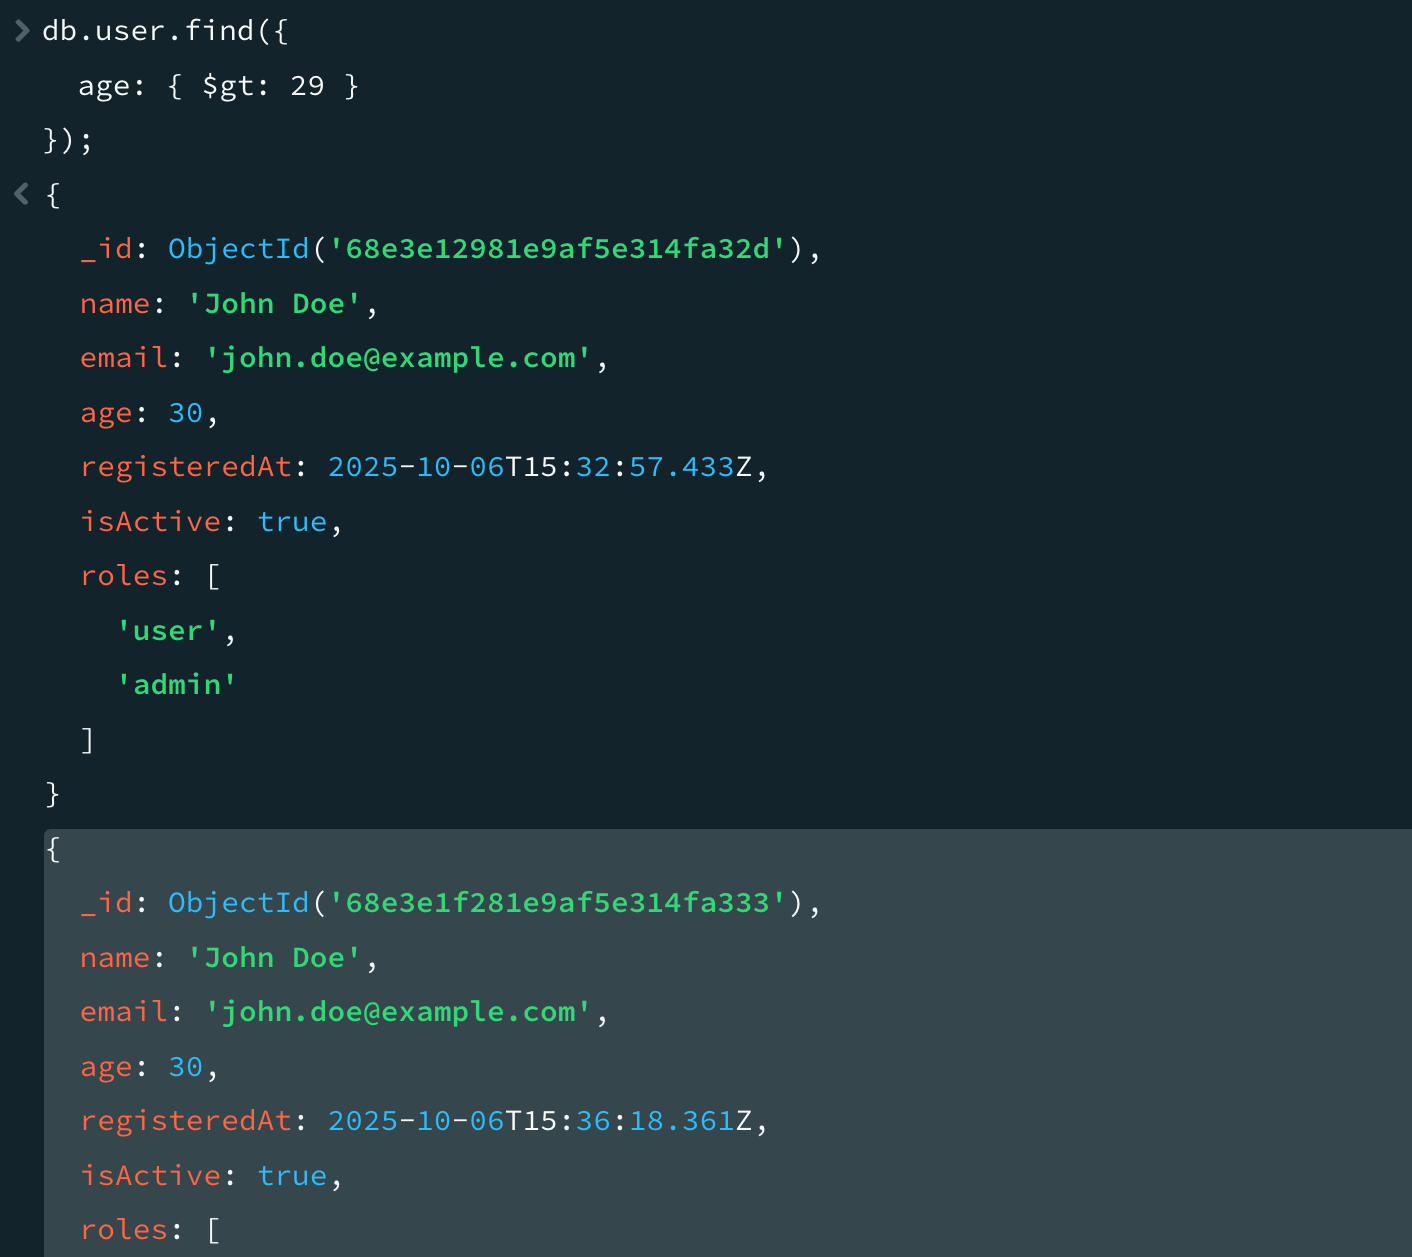 db.user.find({
age: { $gt: 29 }
});
{
_id: ObjectId('68e3e12981e9af5e314fa32d'),
name: 'John Doe',
email: 'john.doe@example.com',
age: 30,
registeredAt: 2025-10-06T15:32:57.433Z,
isActive: true,
roles: [
'user',
'admin'
]
}
{
_id: ObjectId('68e3e1f281e9af5e314fa333'),
name: 'John Doe',
email: 'john.doe@example.com',
age: 30,
registeredAt: 2025-10-06T15:36:18.361Z,
isActive: true,
roles: [